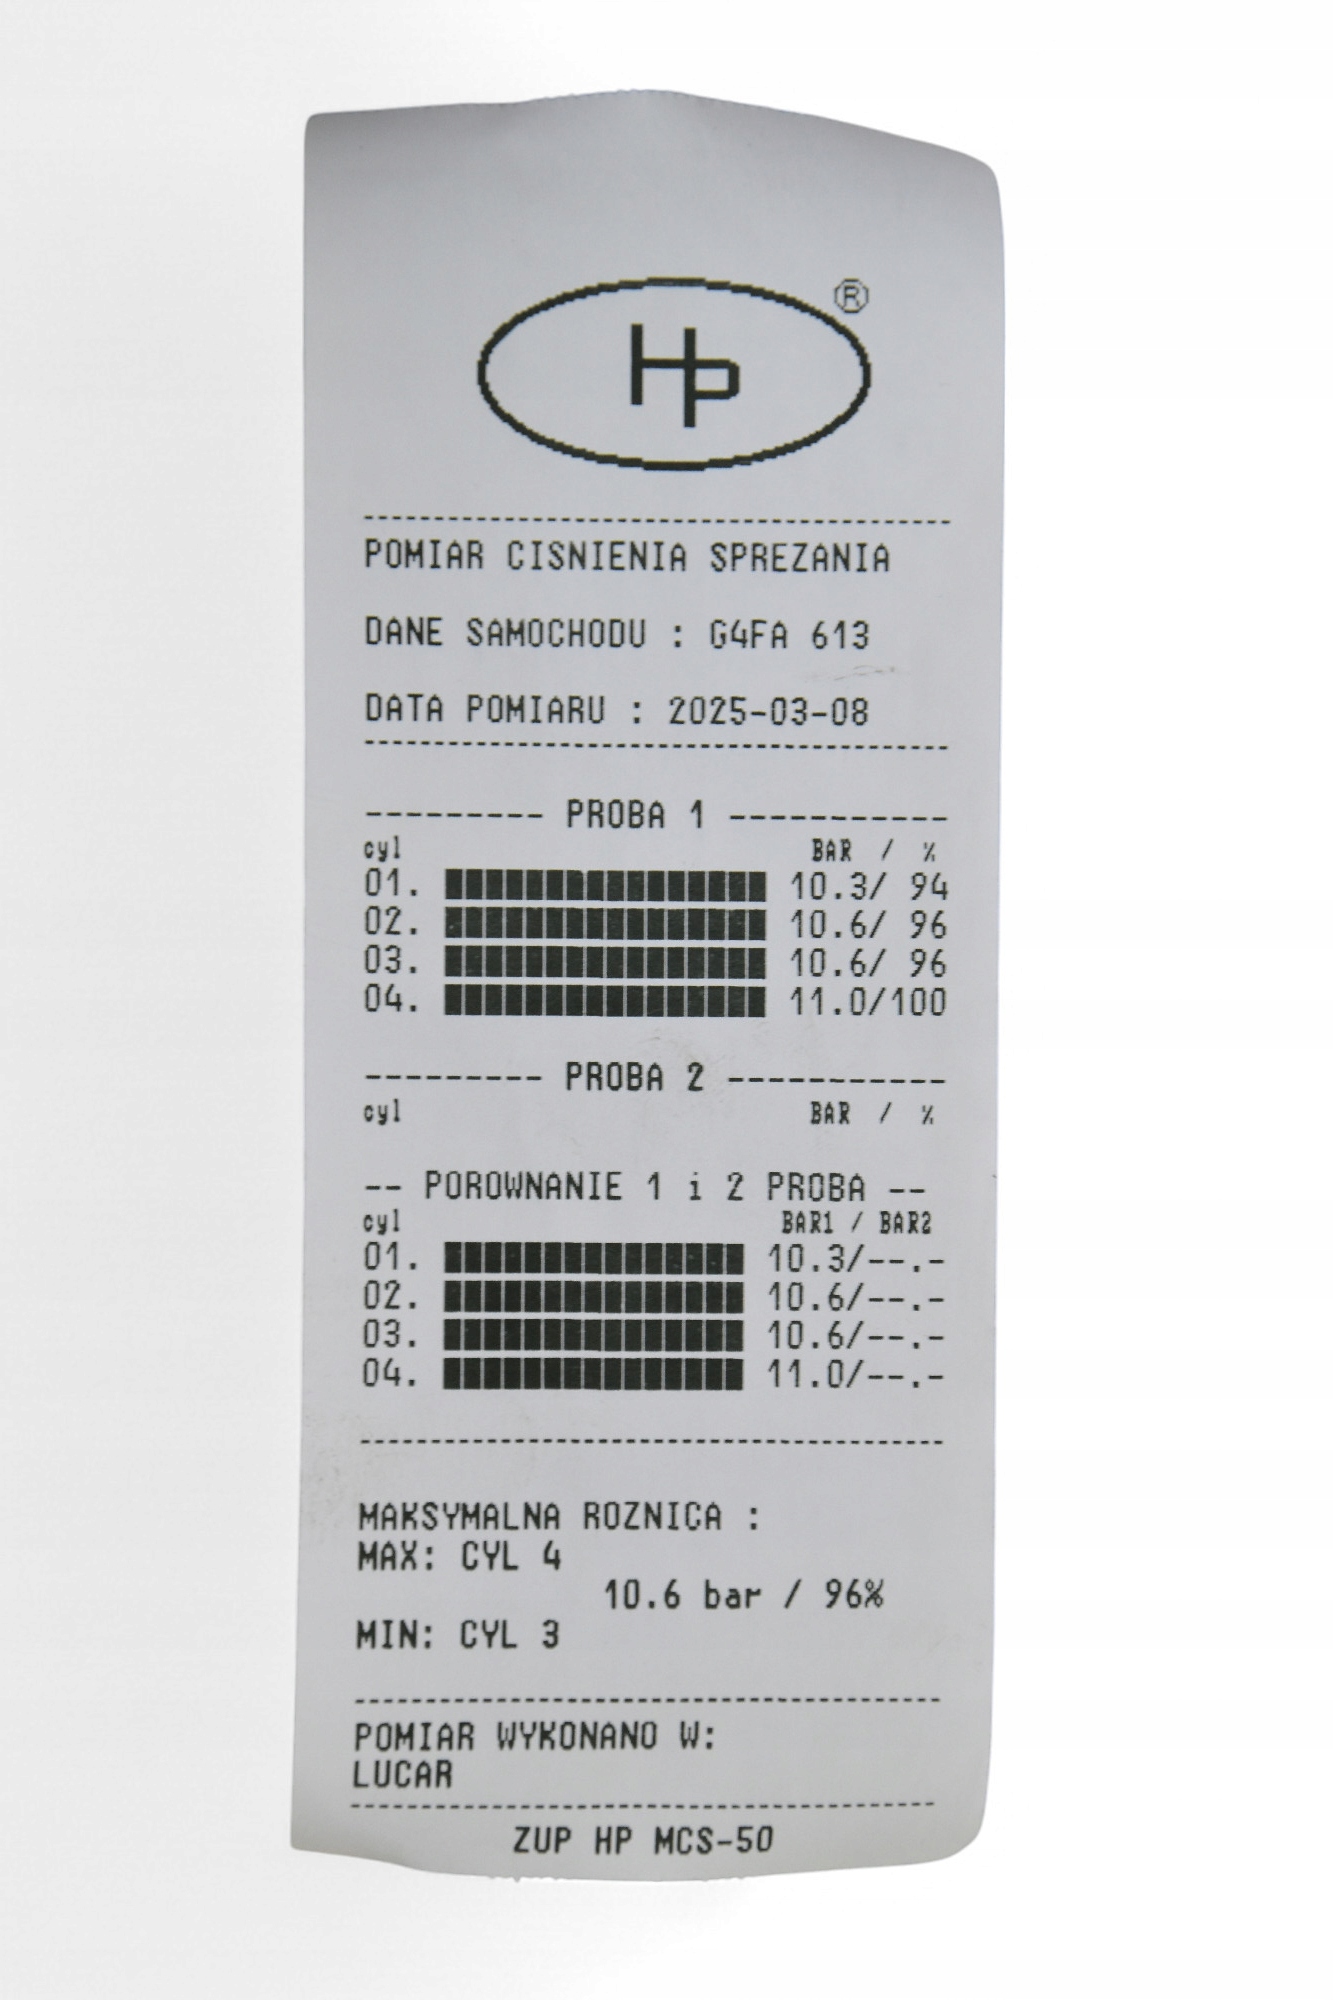 HP ®
POMIAR CISNIENIA SPREZANIA
DANE SAMOCHODU : G4FA 613
DATA POMIARU : 2025-03-08
--------- PROBA 1 -----------
cyl BAR / %
01. 10.3/ 94
02. 10.6/ 96
03. 10.6/ 96
04. 11.0/100
--------- PROBA 2 -----------
cyl BAR / %
-- POROWNANIE 1 i 2 PROBA --
cyl BAR1 / BAR2
01. 10.3/--.-
02. 10.6/--.-
03. 10.6/--.-
04. 11.0/--.-
MAKSYMALNA ROZNICA :
MAX: CYL 4
10.6 bar / 96%
MIN: CYL 3
POMIAR WYKONANO W:
LUCAR
ZUP HP MCS-50